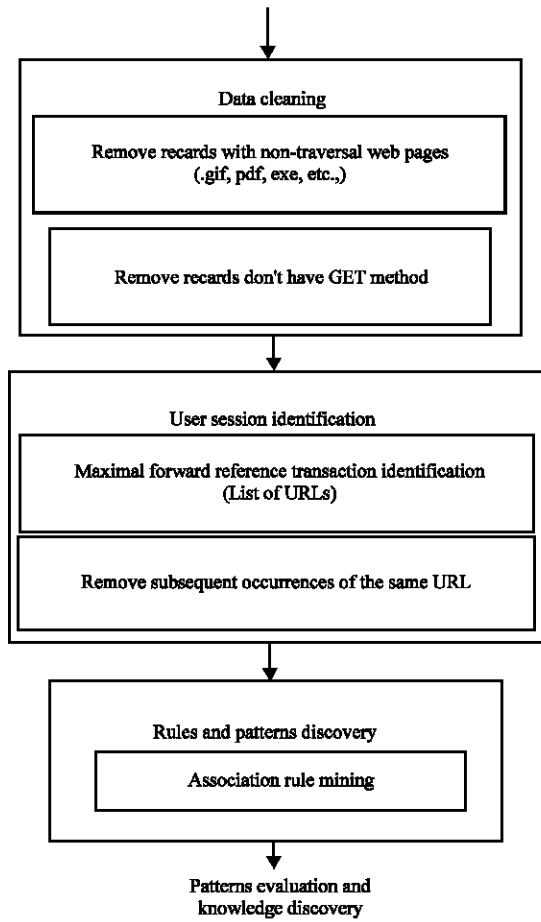 Data cleaning
Remove recards with non-traversal web pages
(.gif, pdf, exe, etc.,)
Remove recards don't have GET method
User session identification
Maximal forward reference transaction identification
(List of URLs)
Remove subsequent occurrences of the same URL
Rules and patterns discovery
Association rule mining
Patterns evaluation and
knowledge discovery